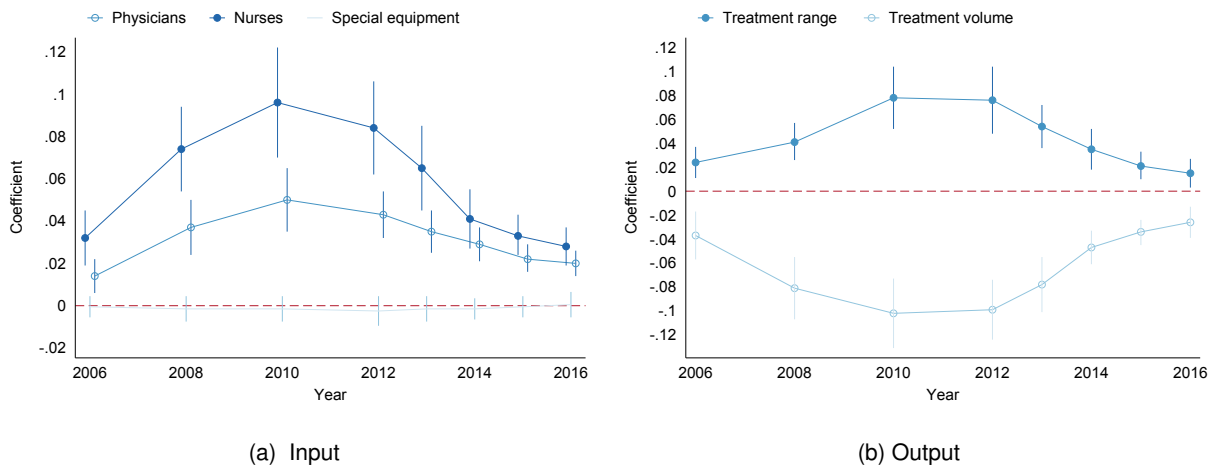 Physicians Nurses Special equipment
.12
.1
.08
.06
.04
.02
0
-.02
Coefficient
2006 2008 2010 2012 2014 2016
Year
(a) Input
Treatment range Treatment volume
.12
.1
.08
.06
.04
.02
0
-.02
-.04
-.06
-.08
-.1
-.12
Coefficient
2006 2008 2010 2012 2014 2016
Year
(b) Output